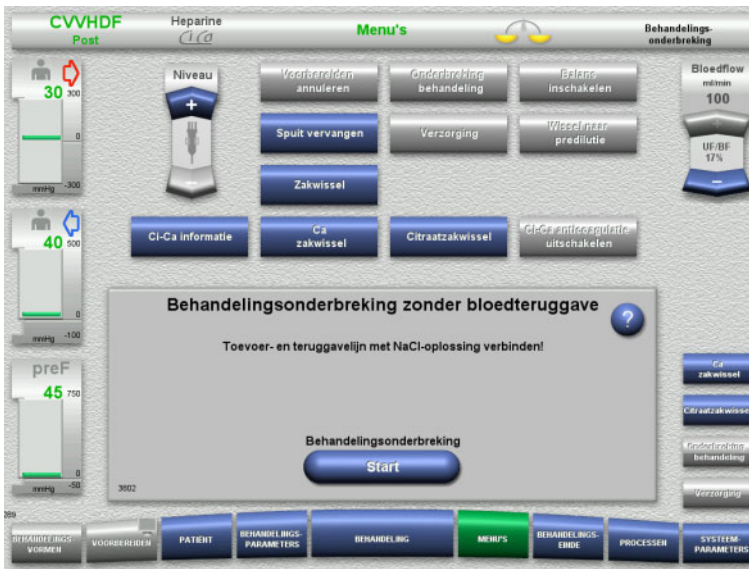 CVVHDF
Post
Heparine
CiCa
Menu's
Behandelings-
onderbreking
30
300
0
mmHg
-300
Niveau
+
−
Voorbereiden
annuleren
Onderbreking
behandeling
Balans
inschakelen
Spuit vervangen
Verzorging
Wissel naar
predilutie
Zakwissel
Bloedflow
ml/min
100
+
UF/BF
17%
−
40
500
mmHg
-100
Ci-Ca informatie
Ca
zakwissel
Citraatzakwissel
Ci-Ca anticoagulatie
uitschakelen
Behandelingsonderbreking zonder bloedteruggave
?
Toevoer- en teruggavelijn met NaCl-oplossing verbinden!
Behandelingsonderbreking
Start
3602
preF
45
750
0
mmHg
-50
Ca
zakwissel
Citraatzakwissel
Onderbreking
behandeling
Verzorging
BEHANDELINGS-
VORMEN
VOORBEREIDEN
PATIËNT
BEHANDELINGS-
PARAMETERS
BEHANDELING
MENU'S
BEHANDELINGS-
EINDE
PROCESSEN
SYSTEEM-
PARAMETERS